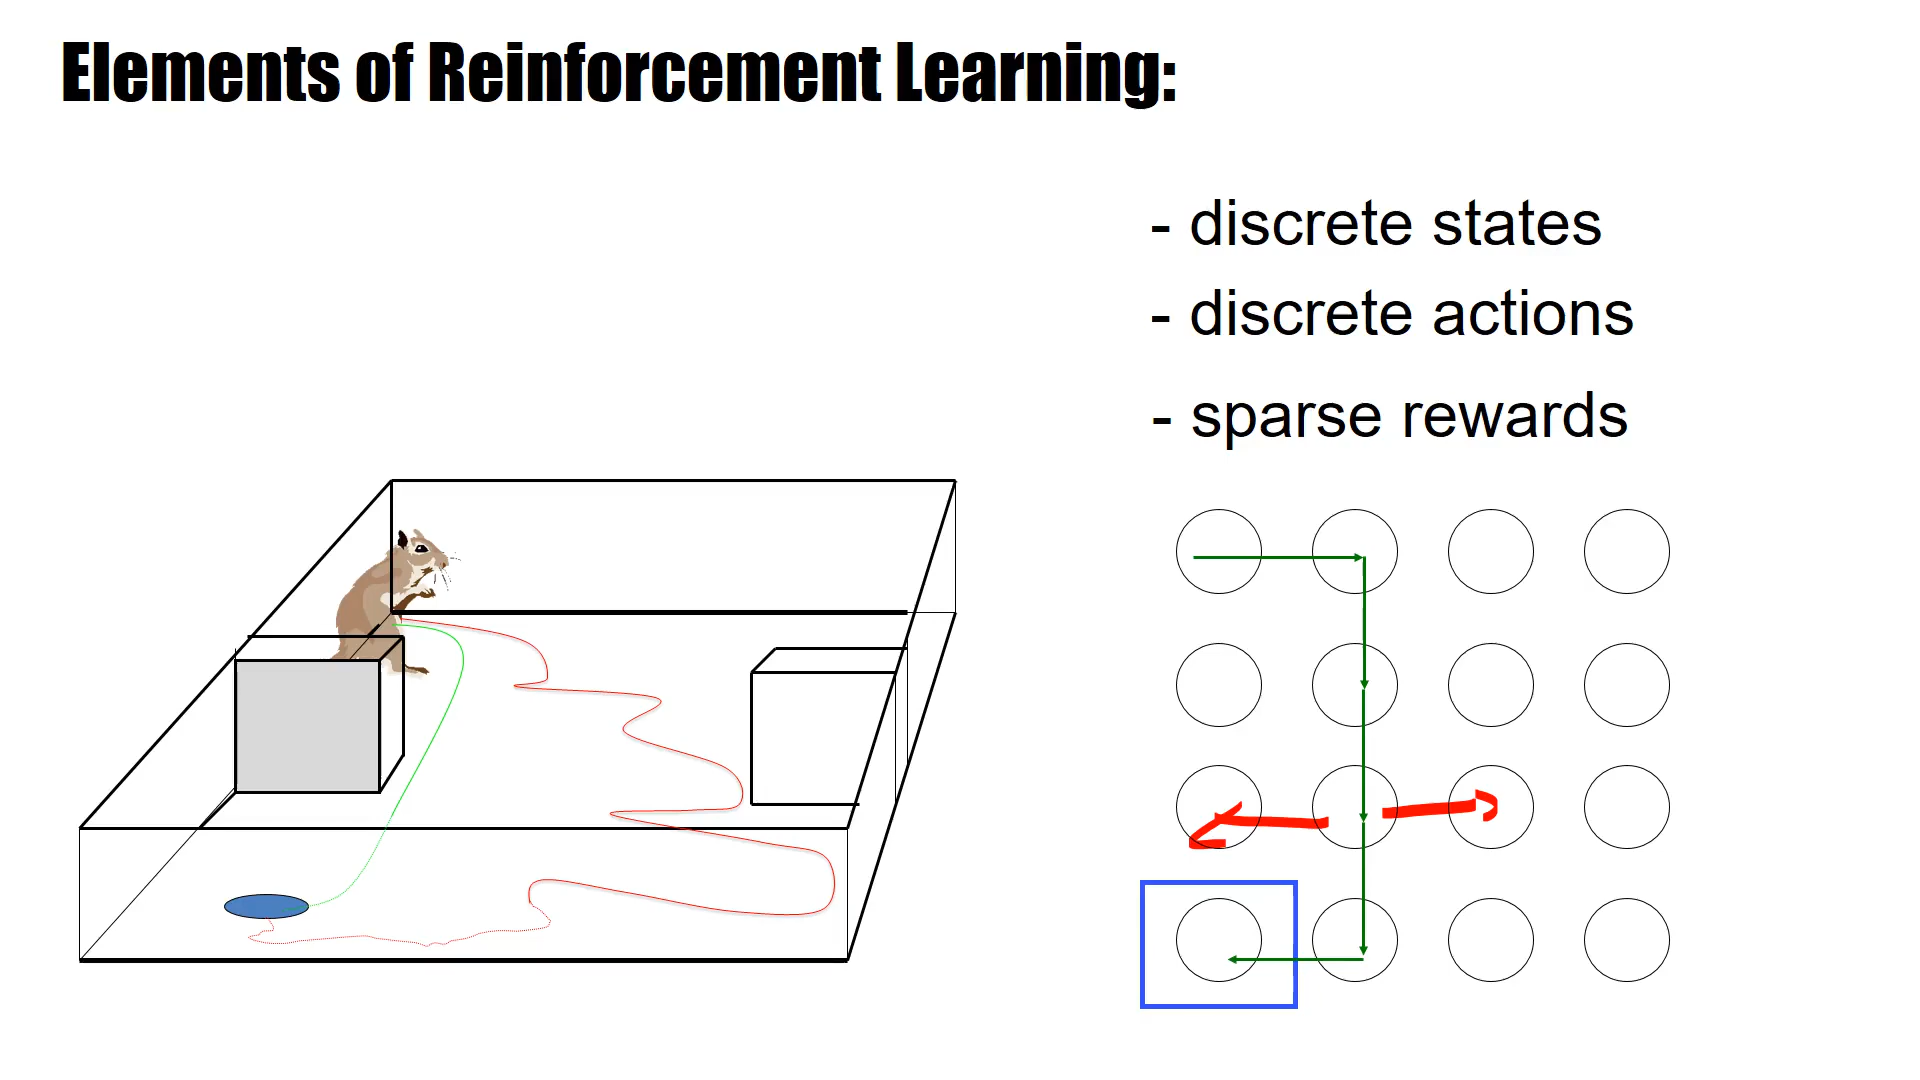 Elements of Reinforcement Learning:
- discrete states
- discrete actions
- sparse rewards